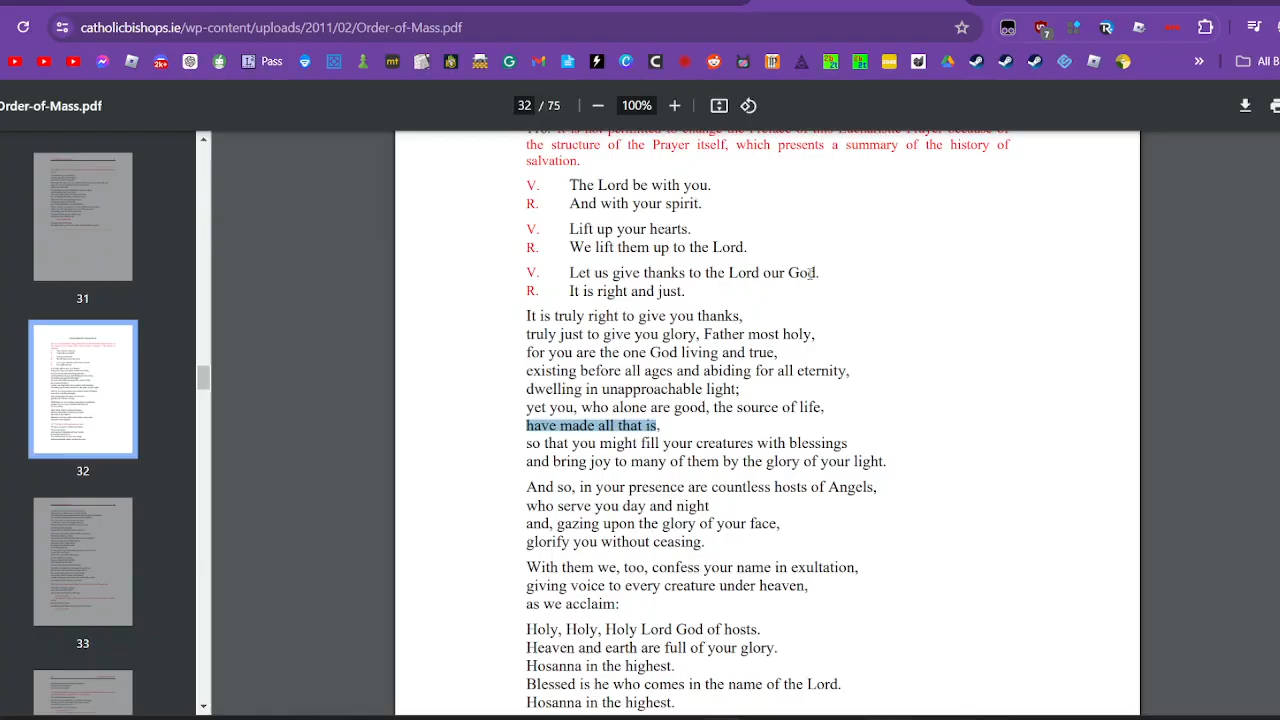 catholicbishops.ie/wp-content/uploads/2011/02/Order-of-Mass.pdf
7
Pass
All B
Order-of-Mass.pdf
32 / 75
100%
the structure of the Prayer itself, which presents a summary of the history of
salvation.
V. The Lord be with you.
R. And with your spirit.
V. Lift up your hearts.
R. We lift them up to the Lord.
V. Let us give thanks to the Lord our God.
R. It is right and just.
It is truly right to give you thanks,
truly just to give you glory, Father most holy,
for you are the one God living and true,
existing before all ages and abiding for all eternity,
dwelling in unapproachable light;
yet you, who alone are good, the source of life,
have made all that is,
so that you might fill your creatures with blessings
and bring joy to many of them by the glory of your light.
And so, in your presence are countless hosts of Angels,
who serve you day and night
and, gazing upon the glory of your face,
glorify you without ceasing.
With them we, too, confess your name in exultation,
giving voice to every creature under heaven,
as we acclaim:
Holy, Holy, Holy Lord God of hosts.
Heaven and earth are full of your glory.
Hosanna in the highest.
Blessed is he who comes in the name of the Lord.
Hosanna in the highest.
31
32
33